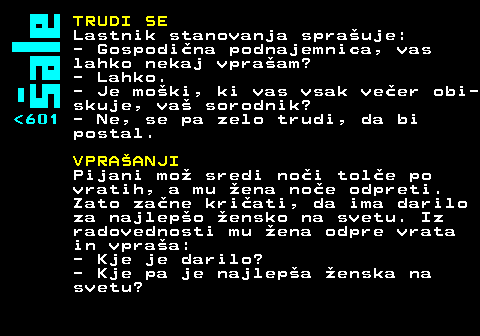 šale
<601
TRUDI SE
Lastnik stanovanja sprašuje:
- Gospodična podnajemnica, vas
lahko nekaj vprašam?
- Lahko.
- Je moški, ki vas vsak večer obi-
skuje, vaš sorodnik?
- Ne, se pa zelo trudi, da bi
postal.
VPRAŠANJI
Pijani mož sredi noči tolče po
vratih, a mu žena noče odpreti.
Zato začne kričati, da ima darilo
za najlepšo žensko na svetu. Iz
radovednosti mu žena odpre vrata
in vpraša:
- Kje je darilo?
- Kje pa je najlepša ženska na
svetu?